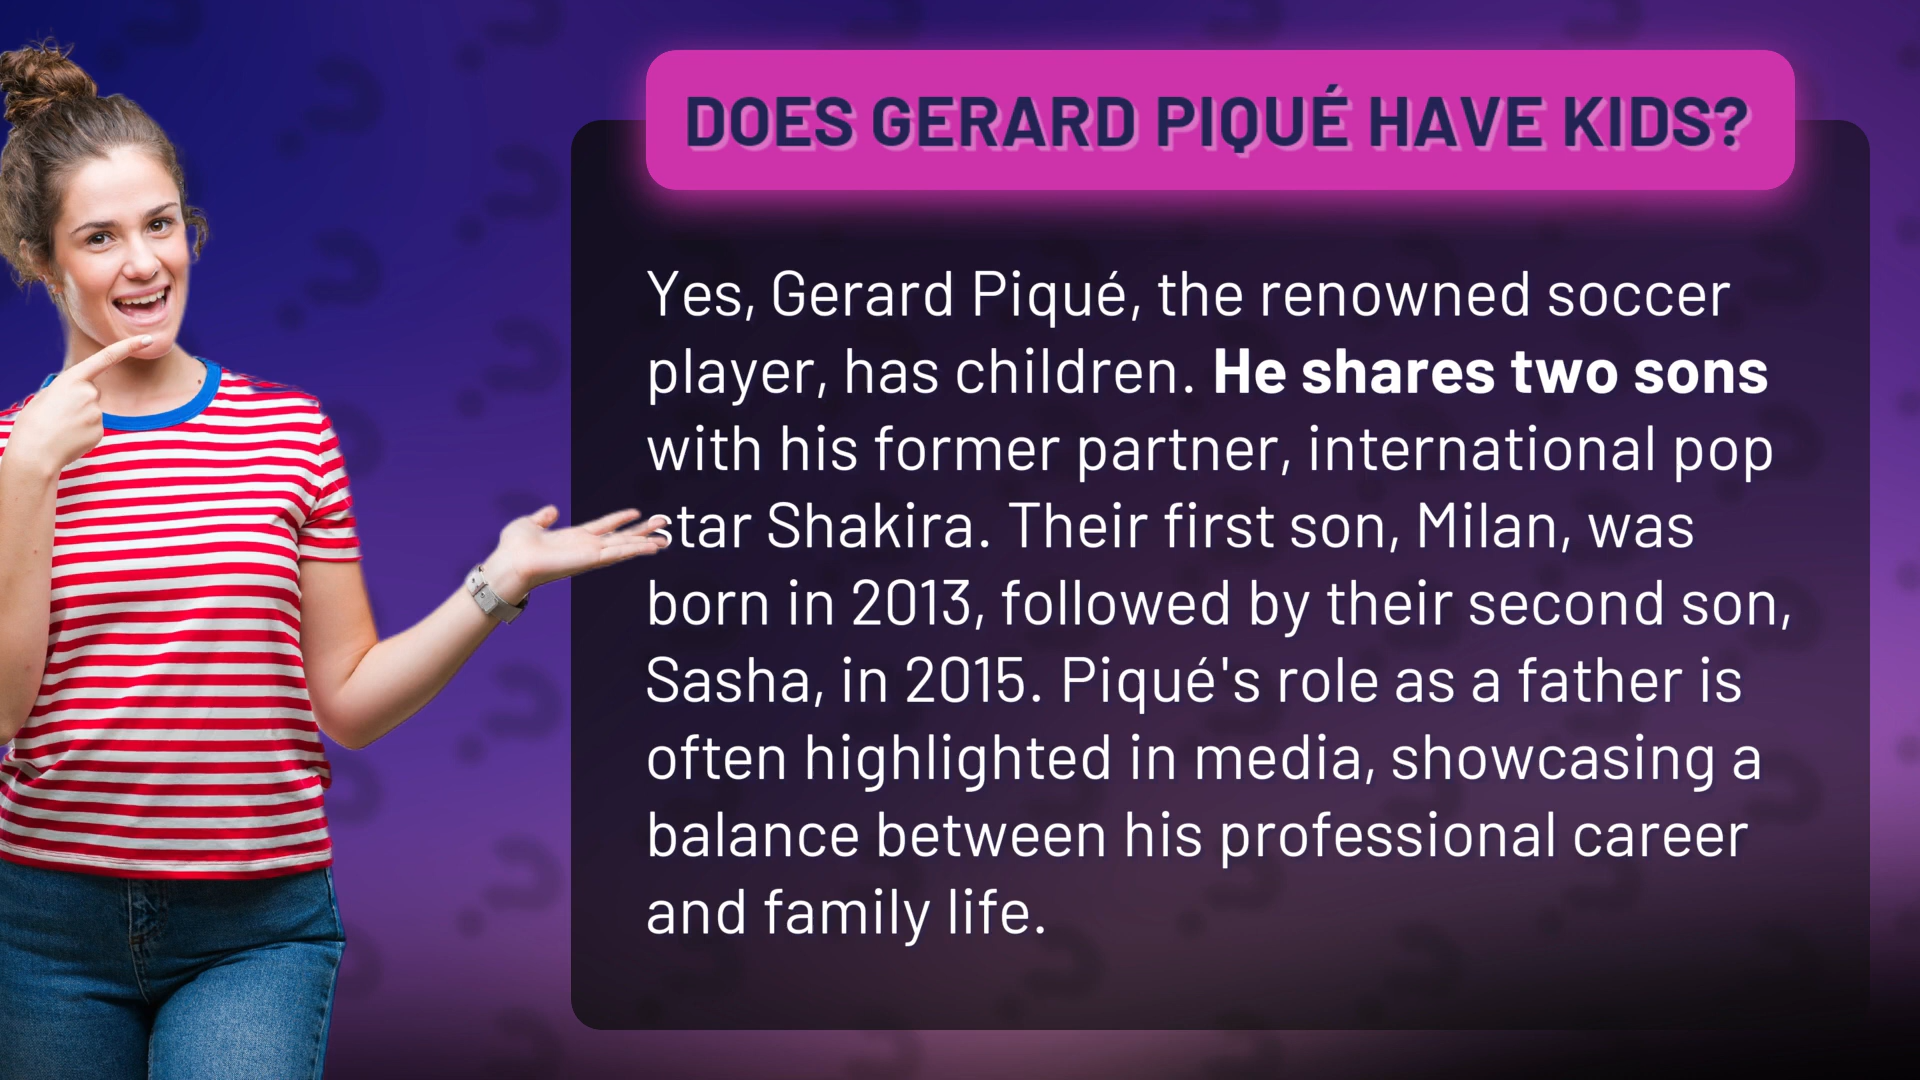 DOES GERARD PIQUÉ HAVE KIDS?
Yes, Gerard Piqué, the renowned soccer
player, has children. He shares two sons
with his former partner, international pop
star Shakira. Their first son, Milan, was
born in 2013, followed by their second son,
Sasha, in 2015. Piqué's role as a father is
often highlighted in media, showcasing a
balance between his professional career
and family life.